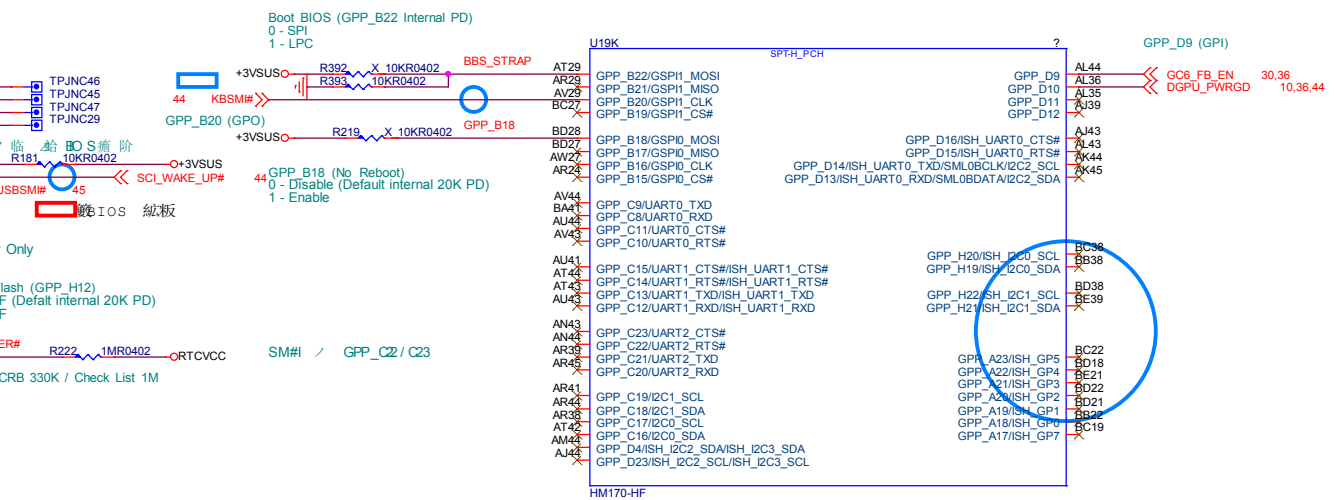 Boot BIOS (GPP_B22 Internal PD)
0 - SPI
1 - LPC
U19K
?
SPT-H_PCH
GPP_D9 (GPI)
+3VSUS
R392
X_10KR0402
BBS_STRAP
R393
10KR0402
AT29
AR29
AV29
BC27
GPP_B22/GSPI1_MOSI
GPP_B21/GSPI1_MISO
GPP_B20/GSPI1_CLK
GPP_B19/GSPI1_CS#
GPP_D9
GPP_D10
GPP_D11
GPP_D12
AL44
AL36
AL35
AJ39
GC6_FB_EN 30,36
DGPU_PWRGD 10,36,44
TPJNC46
TPJNC45
TPJNC47
TPJNC29
44 KBSMI#
GPP_B20 (GPO)
+3VSUS
R219
X_10KR0402
GPP_B18
BD28
BD27
AW27
AR24
GPP_B18/GSPI0_MOSI
GPP_B17/GSPI0_MISO
GPP_B16/GSPI0_CLK
GPP_B15/GSPI0_CS#
GPP_D16/ISH_UART0_CTS#
GPP_D15/ISH_UART0_RTS#
GPP_D14/ISH_UART0_TXD/SML0BCLK/I2C2_SCL
GPP_D13/ISH_UART0_RXD/SML0BDATA/I2C2_SDA
AJ43
AL43
AK44
AK45
R181
10KR0402
+3VSUS
SCI_WAKE_UP# 44
USBSMI# 45
BIOS
GPP_B18 (No Reboot)
0 - Disable (Default internal 20K PD)
1 - Enable
AV44
BA41
AU44
AV43
GPP_C9/UART0_TXD
GPP_C8/UART0_RXD
GPP_C11/UART0_CTS#
GPP_C10/UART0_RTS#
Only
AU41
AT44
AT43
AU43
GPP_C15/UART1_CTS#/ISH_UART1_CTS#
GPP_C14/UART1_RTS#/ISH_UART1_RTS#
GPP_C13/UART1_TXD/ISH_UART1_TXD
GPP_C12/UART1_RXD/ISH_UART1_RXD
GPP_H20/ISH_I2C0_SCL
GPP_H19/ISH_I2C0_SDA
BC38
BB38
GPP_H22/ISH_I2C1_SCL
GPP_H21/ISH_I2C1_SDA
BD38
BE39
lash (GPP_H12)
F (Defalt internal 20K PD)
F
ER#
R222
1MR0402
RTCVCC
CRB 330K / Check List 1M
GPP_C22 / C23
AN43
AN44
AR39
AR45
GPP_C23/UART2_CTS#
GPP_C22/UART2_RTS#
GPP_C21/UART2_TXD
GPP_C20/UART2_RXD
GPP_A23/ISH_GP5
GPP_A22/ISH_GP4
GPP_A21/ISH_GP3
GPP_A20/ISH_GP2
GPP_A19/ISH_GP1
GPP_A18/ISH_GP0
GPP_A17/ISH_GP7
BC22
BD18
BE21
BD22
BD21
BB22
BC19
AR41
AR44
AR38
AT42
AM44
AJ44
GPP_C19/I2C1_SCL
GPP_C18/I2C1_SDA
GPP_C17/I2C0_SCL
GPP_C16/I2C0_SDA
GPP_D4/ISH_I2C2_SDA/ISH_I2C3_SDA
GPP_D23/ISH_I2C2_SCL/ISH_I2C3_SCL
HM170-HF